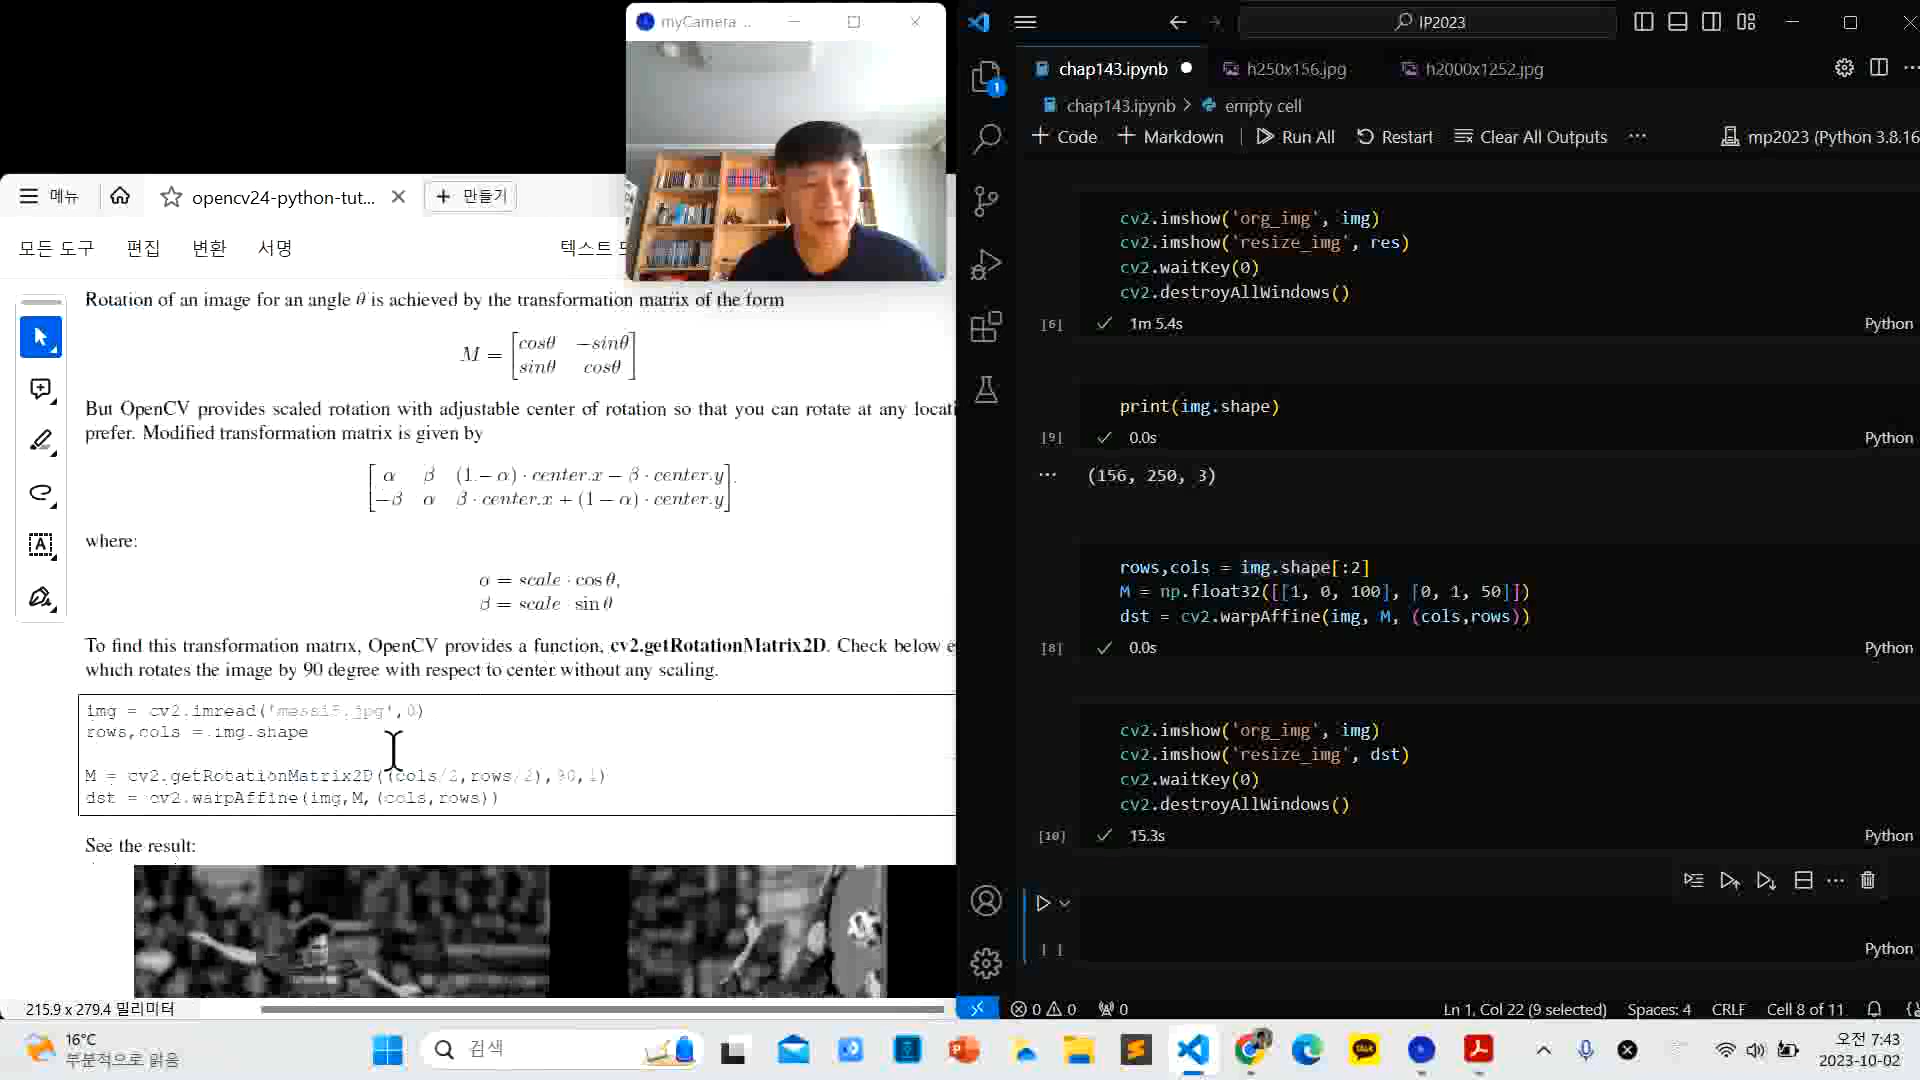 myCamera ...
메뉴
opencv24-python-tut...
만들기
모든 도구
편집
변환
서명
텍스트
Rotation of an image for an angle θ is achieved by the transformation matrix of the form
M = [cosθ −sinθ
sinθ cosθ]
But OpenCV provides scaled rotation with adjustable center of rotation so that you can rotate at any locati
prefer. Modified transformation matrix is given by
[α β (1 − α) · center.x − β · center.y
−β α β · center.x + (1 − α) · center.y]
where:
α = scale · cos θ,
β = scale · sin θ
To find this transformation matrix, OpenCV provides a function, cv2.getRotationMatrix2D. Check below e
which rotates the image by 90 degree with respect to center without any scaling.
img = cv2.imread('messi5.jpg',0)
rows,cols = img.shape
M = cv2.getRotationMatrix2D((cols/2,rows/2),90,1)
dst = cv2.warpAffine(img,M,(cols,rows))
See the result:
215.9 x 279.4 밀리미터
IP2023
chap143.ipynb
h250x156.jpg
h2000x1252.jpg
chap143.ipynb > empty cell
+ Code + Markdown Run All Restart Clear All Outputs ... mp2023 (Python 3.8.16
cv2.imshow('org_img', img)
cv2.imshow('resize_img', res)
cv2.waitKey(0)
cv2.destroyAllWindows()
[6] 1m 5.4s Python
print(img.shape)
[9] 0.0s Python
... (156, 250, 3)
rows,cols = img.shape[:2]
M = np.float32([[1, 0, 100], [0, 1, 50]])
dst = cv2.warpAffine(img, M, (cols,rows))
[8] 0.0s Python
cv2.imshow('org_img', img)
cv2.imshow('resize_img', dst)
cv2.waitKey(0)
cv2.destroyAllWindows()
[10] 15.3s Python
[ ] Python
0 0 0 Ln 1, Col 22 (9 selected) Spaces: 4 CRLF Cell 8 of 11
16°C
부분적으로 맑음
검색
오전 7:43
2023-10-02